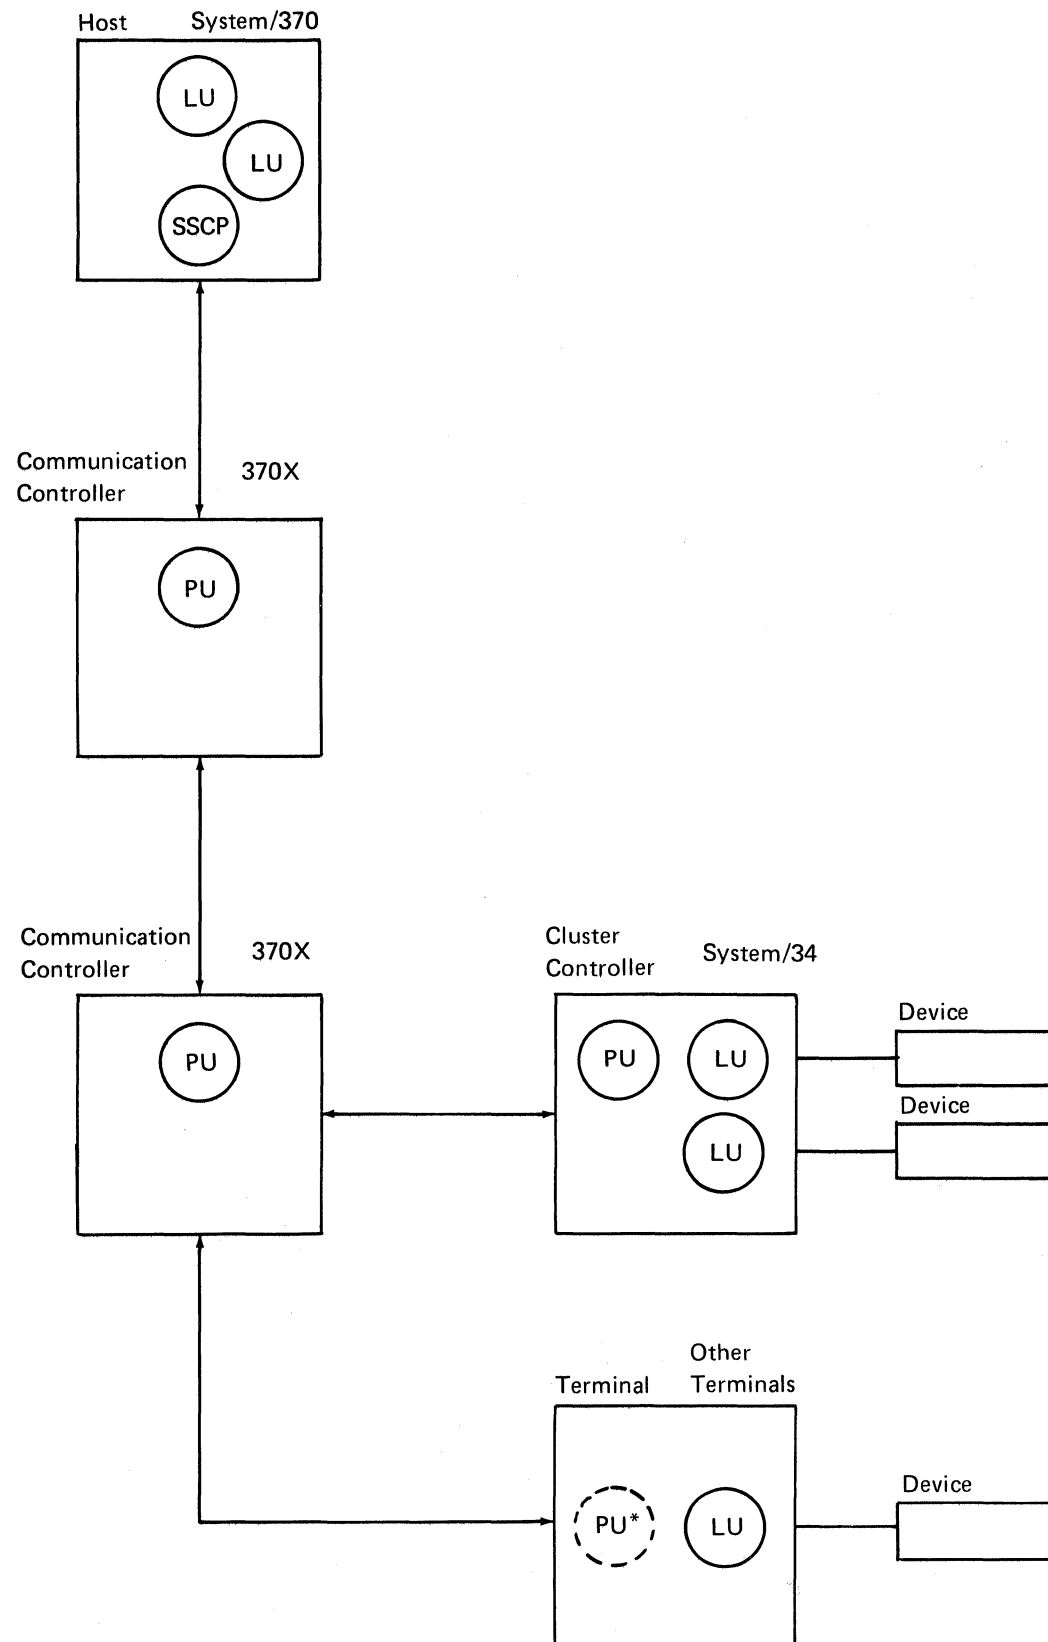 Host System/370
LU
LU
SSCP
Communication
Controller
370X
PU
Communication
Controller
370X
PU
Cluster
Controller
System/34
PU LU
LU
Device
Device
Terminal
Other
Terminals
PU* LU
Device